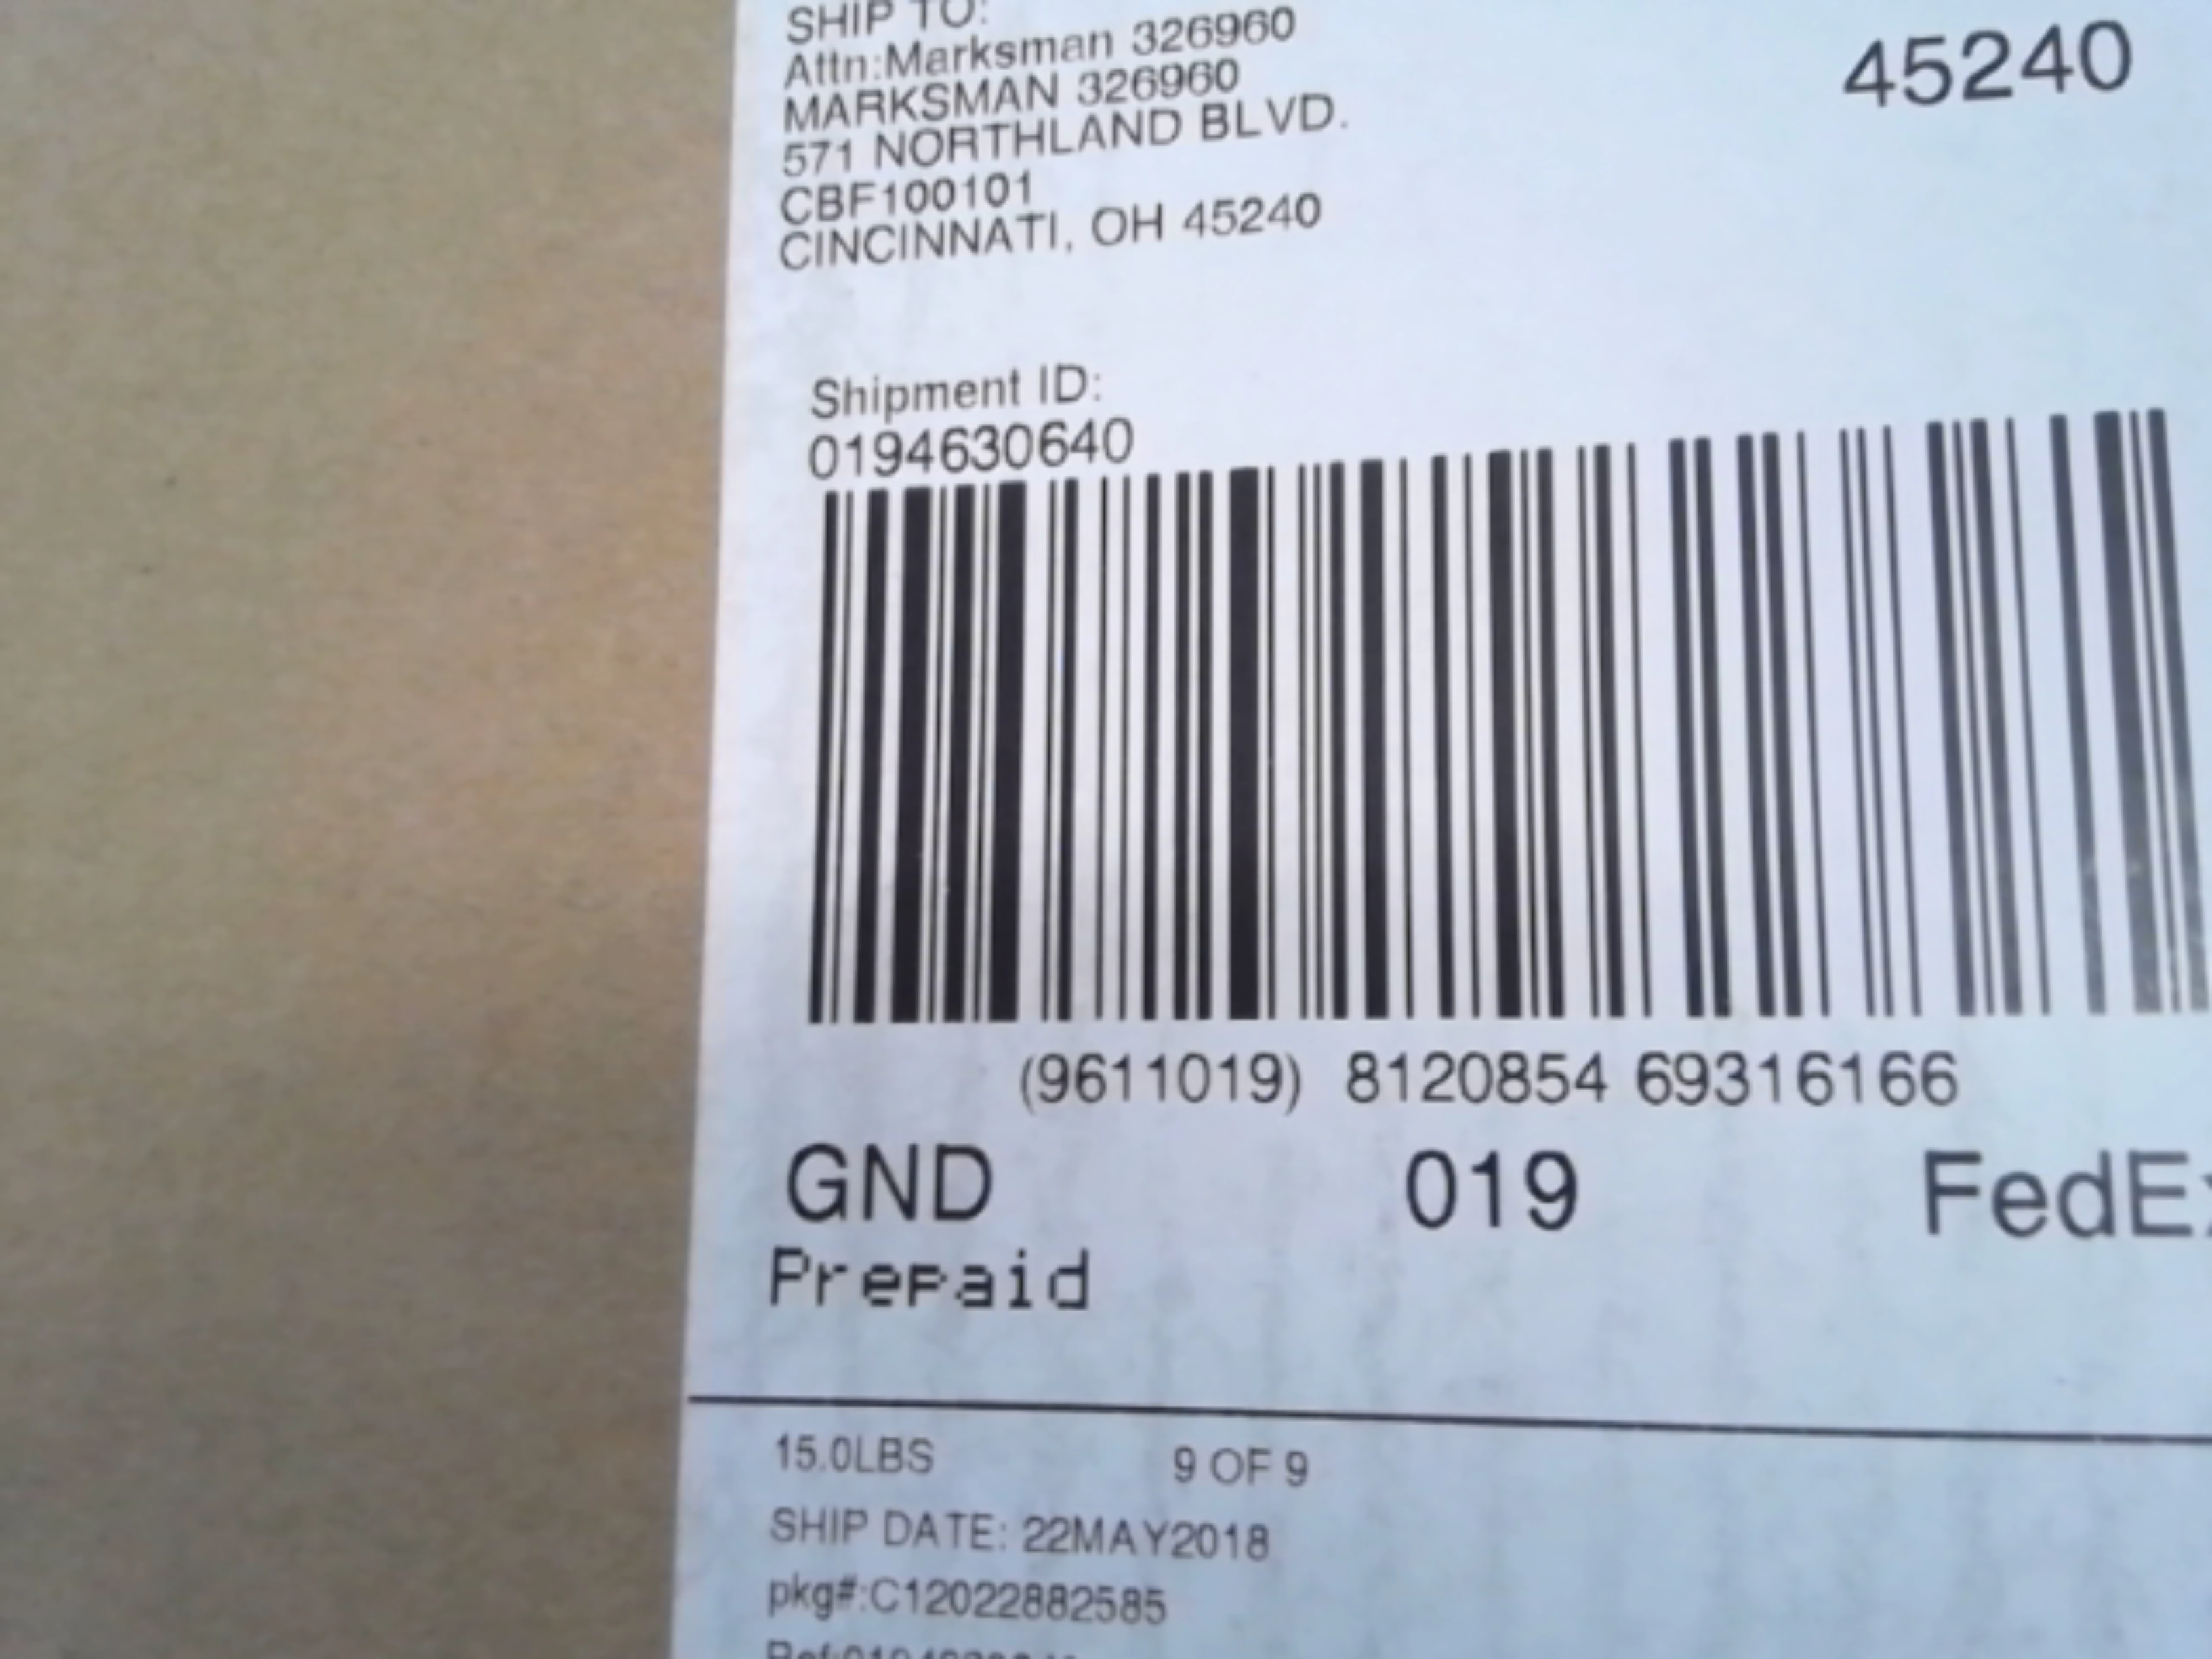 SHIP TO:
Attn:Marksman 326960
MARKSMAN 326960
571 NORTHLAND BLVD.
CBF100101
CINCINNATI, OH 45240
45240
Shipment ID:
0194630640
(9611019) 8120854 69316166
GND 019 FedEx
Prepaid
15.0LBS 9 OF 9
SHIP DATE: 22MAY2018
pkg#:C12022882585